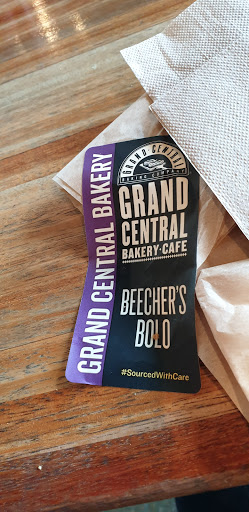 GRAND CENTRAL BAKERY
GRAND CENTRAL
BAKING COMPANY
GRAND
CENTRAL
BAKERY·CAFE
BEECHER'S
BOLO
#SourcedWithCare